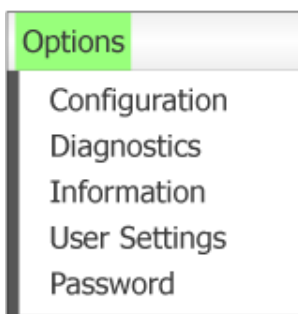 Options
Configuration
Diagnostics
Information
User Settings
Password